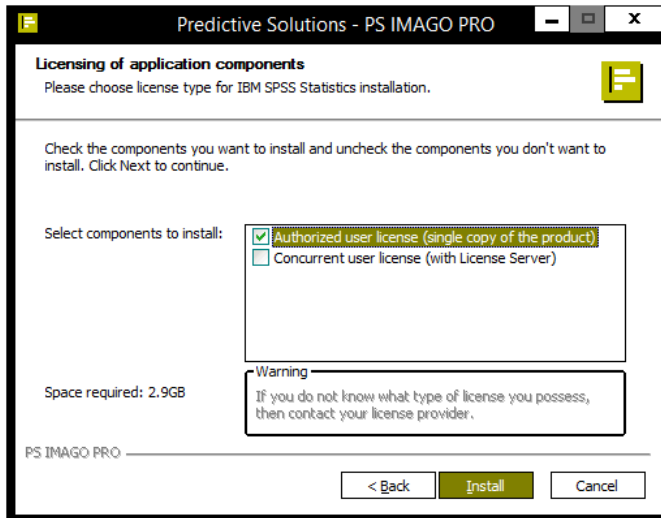 Predictive Solutions - PS IMAGO PRO
Licensing of application components
Please choose license type for IBM SPSS Statistics installation.
Check the components you want to install and uncheck the components you don't want to
install. Click Next to continue.
Select components to install:
Authorized user license (single copy of the product)
Concurrent user license (with License Server)
Space required: 2.9GB
Warning
If you do not know what type of license you possess,
then contact your license provider.
PS IMAGO PRO
< Back
Install
Cancel